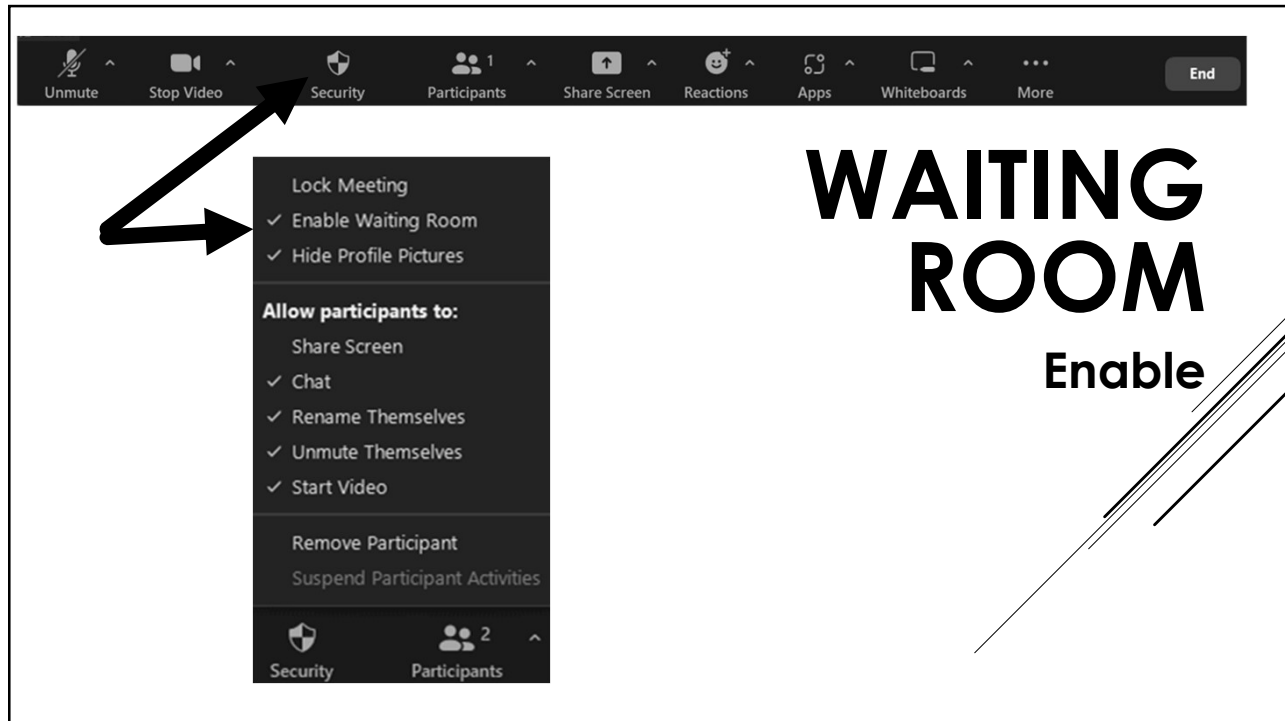 Unmute
Stop Video
Security
Participants 1
Share Screen
Reactions
Apps
Whiteboards
More
End
WAITING
ROOM
Enable
Lock Meeting
Enable Waiting Room
Hide Profile Pictures
Allow participants to:
Share Screen
Chat
Rename Themselves
Unmute Themselves
Start Video
Remove Participant
Suspend Participant Activities
Security
Participants 2